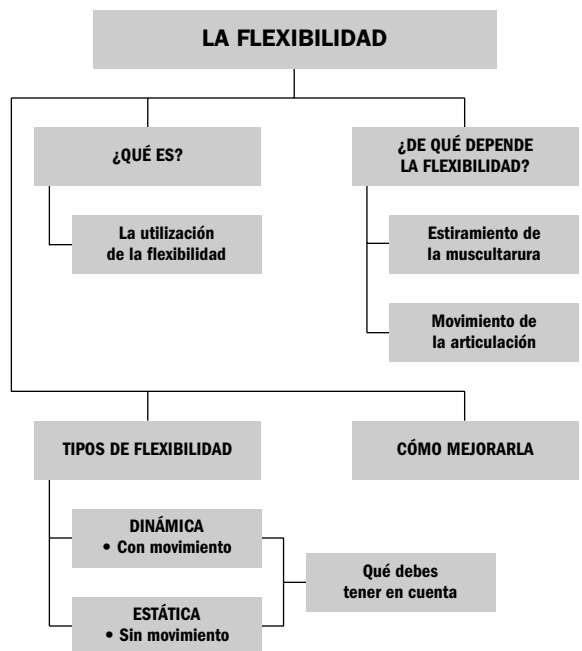 LA FLEXIBILIDAD
¿QUÉ ES?
La utilización
de la flexibilidad
¿DE QUÉ DEPENDE
LA FLEXIBILIDAD?
Estiramiento de
la muscultarura
Movimiento de
la articulación
TIPOS DE FLEXIBILIDAD
DINÁMICA
• Con movimiento
ESTÁTICA
• Sin movimiento
Qué debes
tener en cuenta
CÓMO MEJORARLA